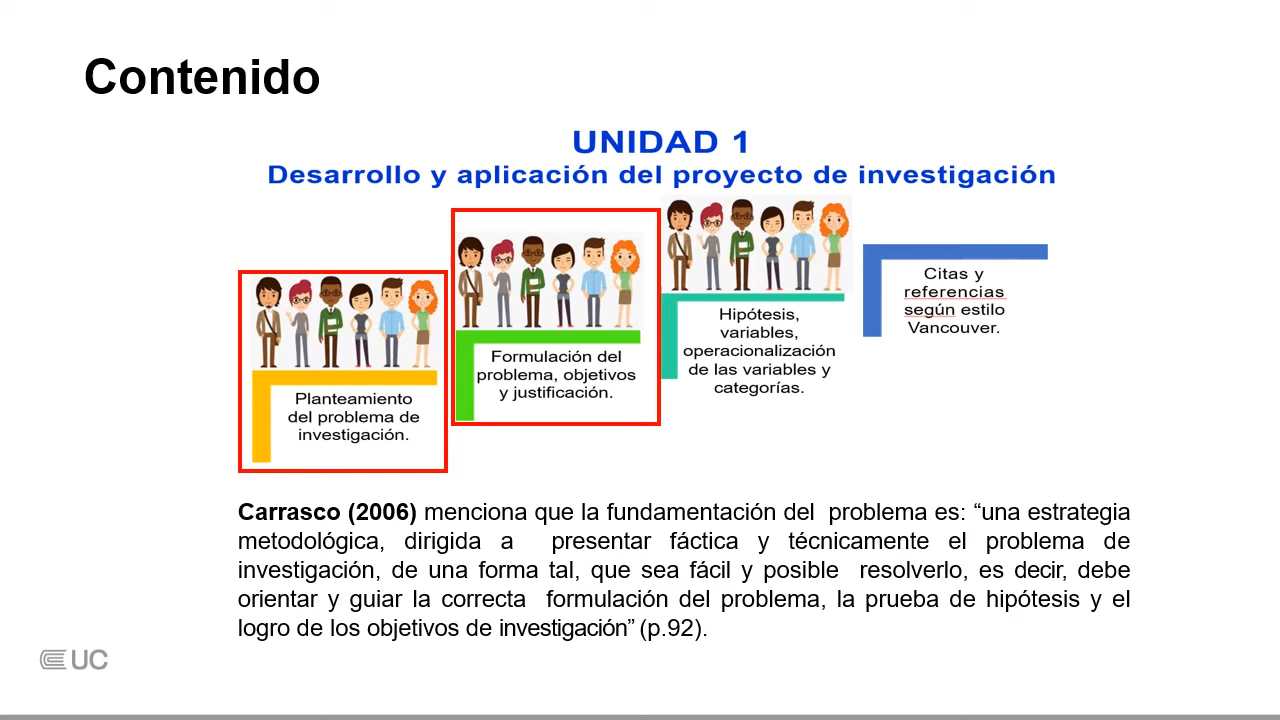 Contenido
UNIDAD 1
Desarrollo y aplicación del proyecto de investigación
Planteamiento
del problema de
investigación.
Formulación del
problema, objetivos
y justificación.
Hipótesis,
variables,
operacionalización
de las variables y
categorías.
Citas y
referencias
según estilo
Vancouver.
Carrasco (2006) menciona que la fundamentación del problema es: “una estrategia
metodológica, dirigida a presentar fáctica y técnicamente el problema de
investigación, de una forma tal, que sea fácil y posible resolverlo, es decir, debe
orientar y guiar la correcta formulación del problema, la prueba de hipótesis y el
logro de los objetivos de investigación” (p.92).
UC